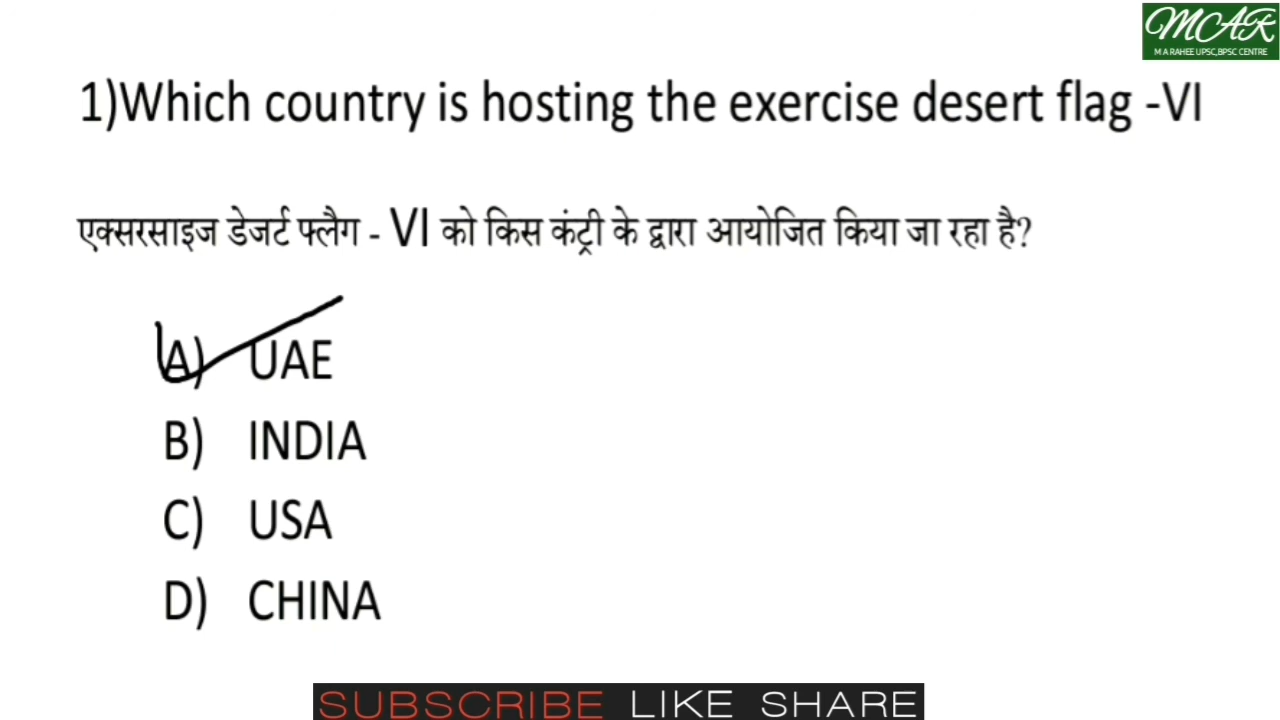 MCAR
M A RAHEE UPSC,BPSC CENTRE
1)Which country is hosting the exercise desert flag -VI
एक्सरसाइज डेजर्ट फ्लैग - VI को किस कंट्री के द्वारा आयोजित किया जा रहा है?
A) UAE
B) INDIA
C) USA
D) CHINA
SUBSCRIBE LIKE SHARE